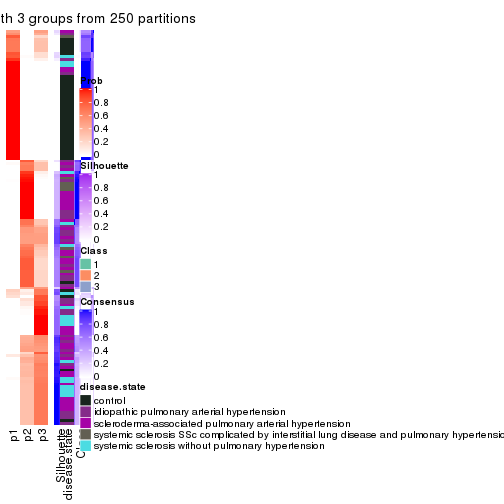 th 3 groups from 250 partitions
Prob
1
0.8
0.6
0.4
0.2
0
Silhouette
1
0.8
0.6
0.4
0.2
0
Class
1
2
3
Consensus
1
0.8
0.6
0.4
0.2
0
disease.state
control
idiopathic pulmonary arterial hypertension
scleroderma-associated pulmonary arterial hypertension
systemic sclerosis SSc complicated by interstitial lung disease and pulmonary hypertensio
systemic sclerosis without pulmonary hypertension
p1
p2
p3
Silhouette
disease.state